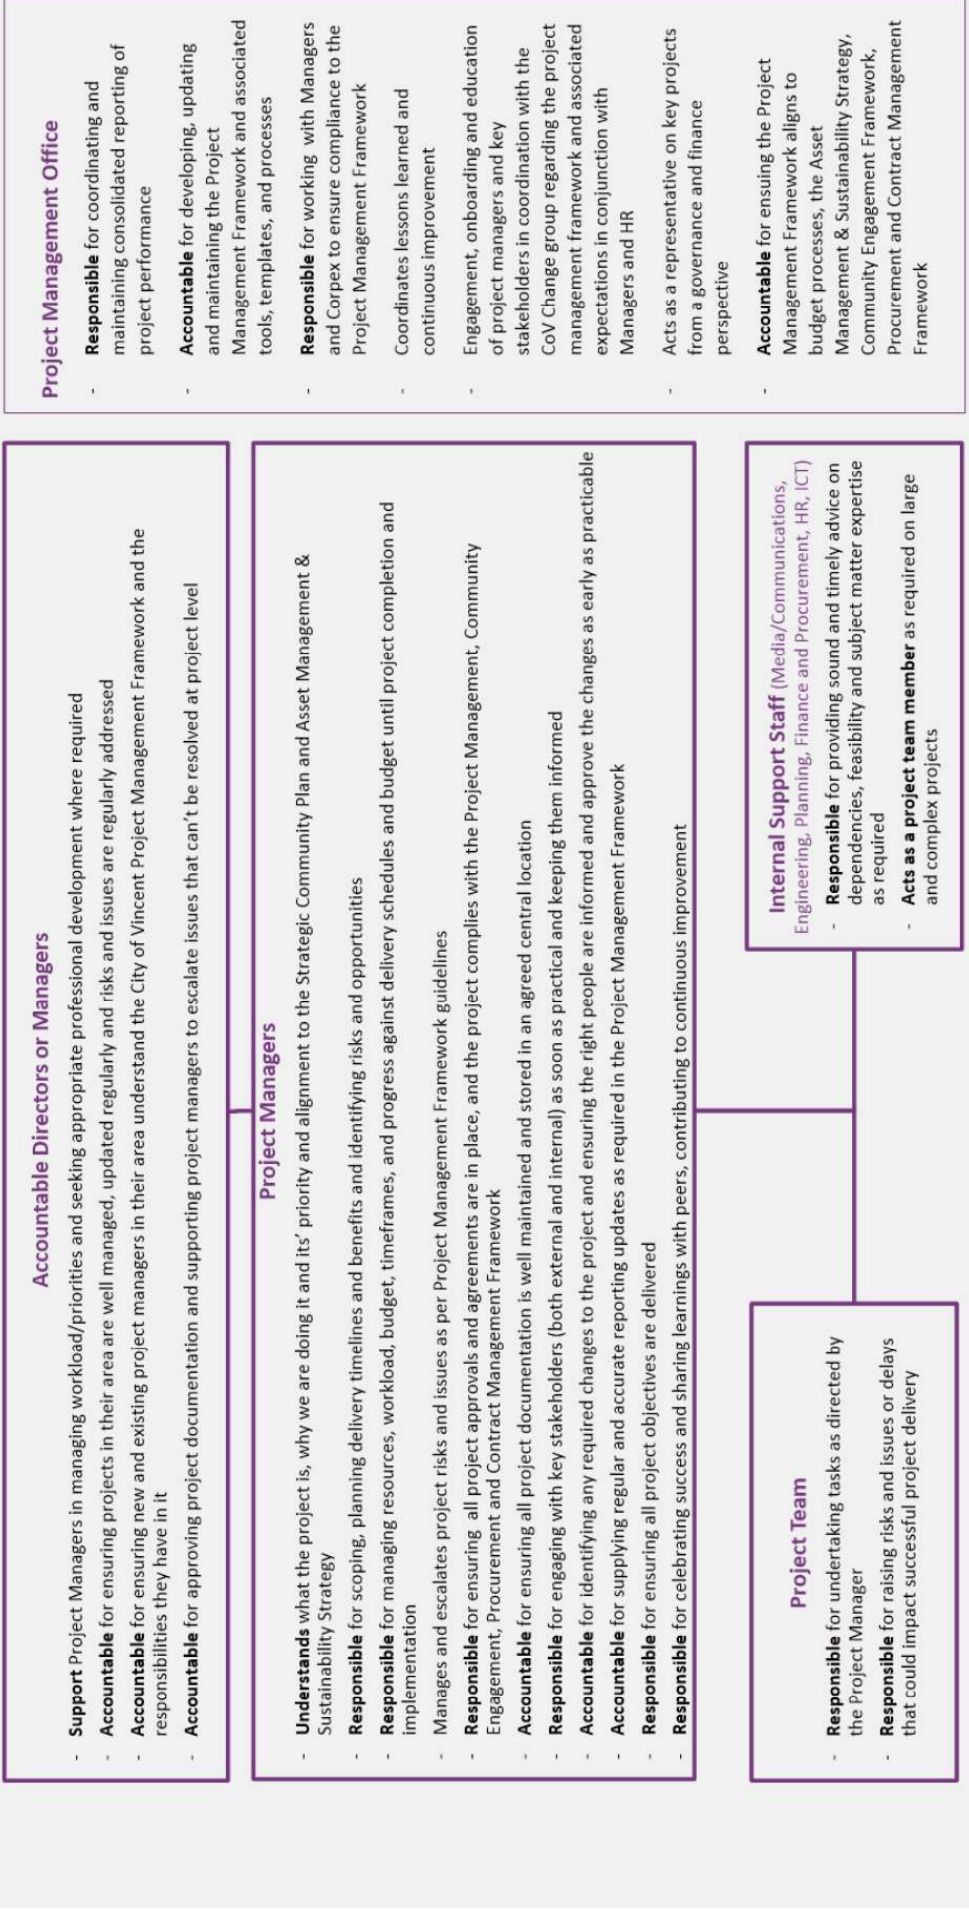 Accountable Directors or Managers
- Support Project Managers in managing workload/priorities and seeking appropriate professional development where required
- Accountable for ensuring projects in their area are well managed, updated regularly and risks and issues are regularly addressed
- Accountable for ensuring new and existing project managers in their area understand the City of Vincent Project Management Framework and the
responsibilities they have in it
- Accountable for approving project documentation and supporting project managers to escalate issues that can't be resolved at project level
Project Managers
- Understands what the project is, why we are doing it and its' priority and alignment to the Strategic Community Plan and Asset Management &
Sustainability Strategy
- Responsible for scoping, planning delivery timelines and benefits and identifying risks and opportunities
- Responsible for managing resources, workload, budget, timeframes, and progress against delivery schedules and budget until project completion and
implementation
- Manages and escalates project risks and issues as per Project Management Framework guidelines
- Responsible for ensuring all project approvals and agreements are in place, and the project complies with the Project Management, Community
Engagement, Procurement and Contract Management Framework
- Accountable for ensuring all project documentation is well maintained and stored in an agreed central location
- Responsible for engaging with key stakeholders (both external and internal) as soon as practical and keeping them informed
- Accountable for identifying any required changes to the project and ensuring the right people are informed and approve the changes as early as practicable
- Accountable for supplying regular and accurate reporting updates as required in the Project Management Framework
- Responsible for ensuring all project objectives are delivered
- Responsible for celebrating success and sharing learnings with peers, contributing to continuous improvement
Project Team
- Responsible for undertaking tasks as directed by
the Project Manager
- Responsible for raising risks and issues or delays
that could impact successful project delivery
Internal Support Staff (Media/Communications,
Engineering, Planning, Finance and Procurement, HR, ICT)
- Responsible for providing sound and timely advice on
dependencies, feasibility and subject matter expertise
as required
- Acts as a project team member as required on large
and complex projects
Project Management Office
- Responsible for coordinating and
maintaining consolidated reporting of
project performance
- Accountable for developing, updating
and maintaining the Project
Management Framework and associated
tools, templates, and processes
- Responsible for working with Managers
and Corpex to ensure compliance to the
Project Management Framework
- Coordinates lessons learned and
continuous improvement
- Engagement, onboarding and education
of project managers and key
stakeholders in coordination with the
CoV Change group regarding the project
management framework and associated
expectations in conjunction with
Managers and HR
- Acts as a representative on key projects
from a governance and finance
perspective
- Accountable for ensuing the Project
Management Framework aligns to
budget processes, the Asset
Management & Sustainability Strategy,
Community Engagement Framework,
Procurement and Contract Management
Framework